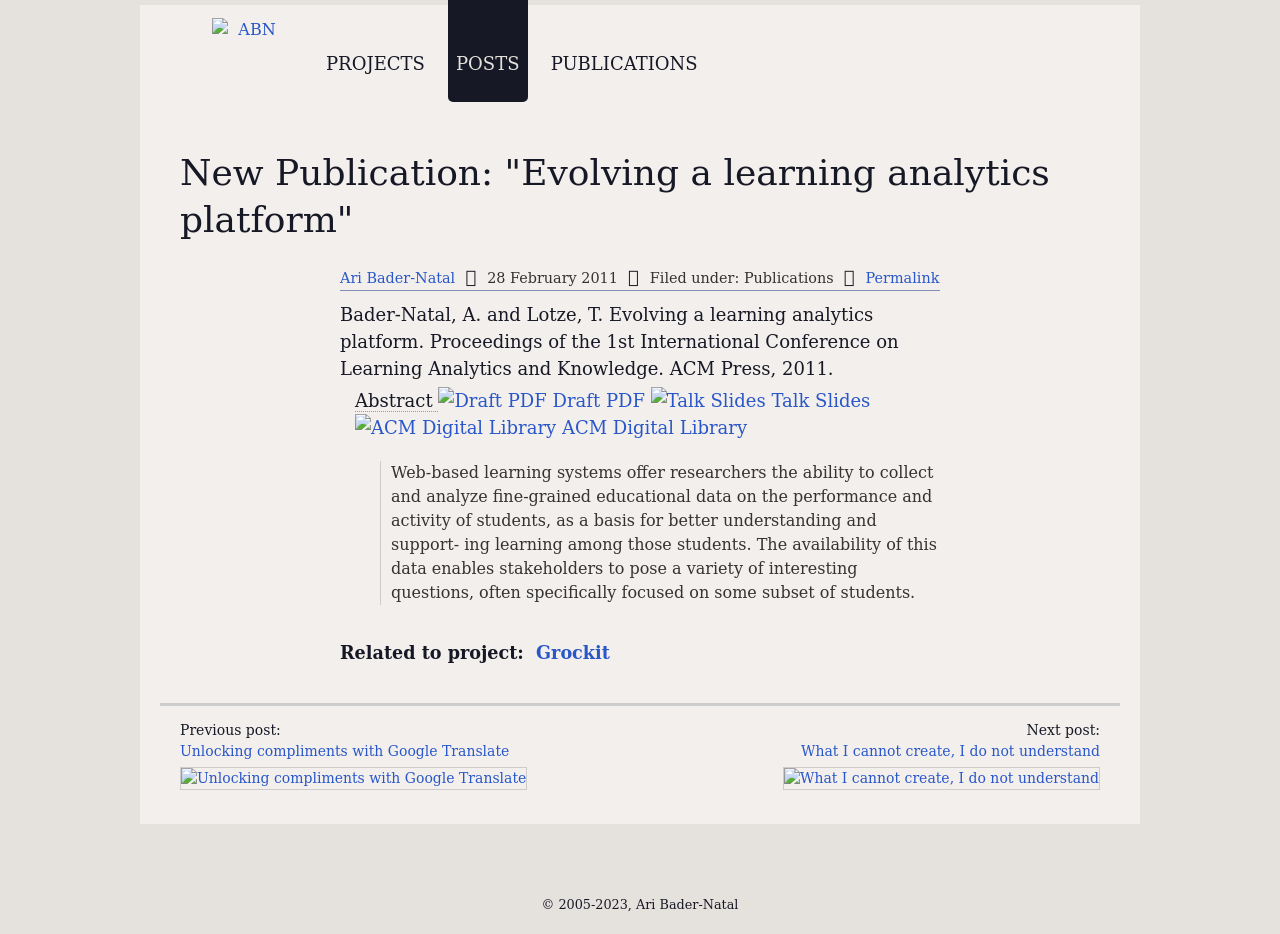 ABN
PROJECTS POSTS PUBLICATIONS
New Publication: "Evolving a learning analytics
platform"
Ari Bader-Natal 28 February 2011 Filed under: Publications Permalink
Bader-Natal, A. and Lotze, T. Evolving a learning analytics
platform. Proceedings of the 1st International Conference on
Learning Analytics and Knowledge. ACM Press, 2011.
Abstract Draft PDF Draft PDF Talk Slides Talk Slides
ACM Digital Library ACM Digital Library
Web-based learning systems offer researchers the ability to collect
and analyze fine-grained educational data on the performance and
activity of students, as a basis for better understanding and
support- ing learning among those students. The availability of this
data enables stakeholders to pose a variety of interesting
questions, often specifically focused on some subset of students.
Related to project: Grockit
Previous post:
Unlocking compliments with Google Translate
Unlocking compliments with Google Translate
Next post:
What I cannot create, I do not understand
What I cannot create, I do not understand
© 2005-2023, Ari Bader-Natal